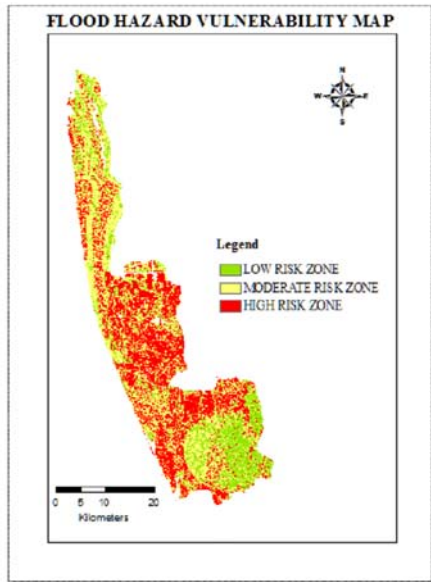 FLOOD HAZARD VULNERABILITY MAP
N
W E
S
Legend
LOW RISK ZONE
MODERATE RISK ZONE
HIGH RISK ZONE
0 5 10 20
Kilometers